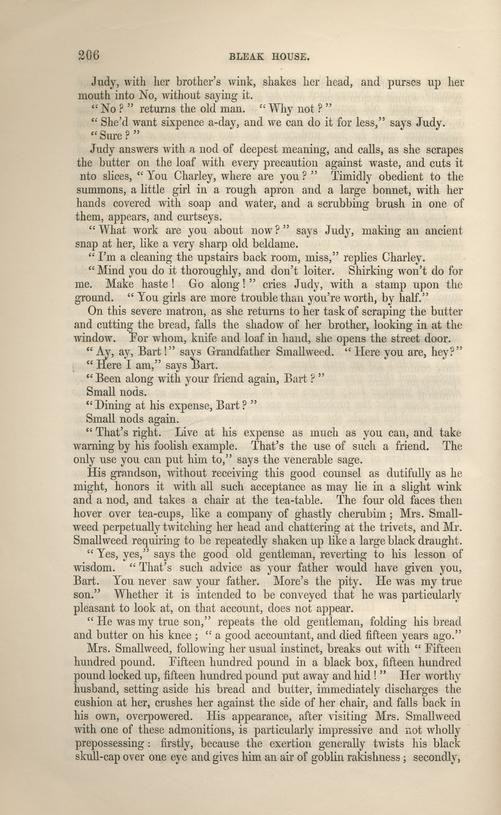 206
BLEAK HOUSE.
Judy, with her brother's wink, shakes her head, and purses up her
mouth into No, without saying it.
"No?" returns the old man. "Why not?"
"She'd want sixpence a-day, and we can do it for less," says Judy.
"Sure?"
Judy answers with a nod of deepest meaning, and calls, as she scrapes
the butter on the loaf with every precaution against waste, and cuts it
nto slices, "You Charley, where are you?" Timidly obedient to the
summons, a little girl in a rough apron and a large bonnet, with her
hands covered with soap and water, and a scrubbing brush in one of
them, appears, and curtseys.
"What work are you about now?" says Judy, making an ancient
snap at her, like a very sharp old beldame.
"I'm a cleaning the upstairs back room, miss," replies Charley.
"Mind you do it thoroughly, and don't loiter. Shirking won't do for
me. Make haste! Go along!" cries Judy, with a stamp upon the
ground. "You girls are more trouble than you're worth, by half."
On this severe matron, as she returns to her task of scraping the butter
and cutting the bread, falls the shadow of her brother, looking in at the
window. For whom, knife and loaf in hand, she opens the street door.
"Ay, ay, Bart!" says Grandfather Smallweed. "Here you are, hey?"
"Here I am," says Bart.
"Been along with your friend again, Bart?"
Small nods.
"Dining at his expense, Bart?"
Small nods again.
"That's right. Live at his expense as much as you can, and take
warning by his foolish example. That's the use of such a friend. The
only use you can put him to," says the venerable sage.
His grandson, without receiving this good counsel as dutifully as he
might, honors it with all such acceptance as may lie in a slight wink
and a nod, and takes a chair at the tea-table. The four old faces then
hover over tea-cups, like a company of ghastly cherubim; Mrs. Small-
weed perpetually twitching her head and chattering at the trivets, and Mr.
Smallweed requiring to be repeatedly shaken up like a large black draught.
"Yes, yes," says the good old gentleman, reverting to his lesson of
wisdom. "That's such advice as your father would have given you,
Bart. You never saw your father. More's the pity. He was my true
son." Whether it is intended to be conveyed that he was particularly
pleasant to look at, on that account, does not appear.
"He was my true son," repeats the old gentleman, folding his bread
and butter on his knee; "a good accountant, and died fifteen years ago."
Mrs. Smallweed, following her usual instinct, breaks out with "Fifteen
hundred pound. Fifteen hundred pound in a black box, fifteen hundred
pound locked up, fifteen hundred pound put away and hid!" Her worthy
husband, setting aside his bread and butter, immediately discharges the
cushion at her, crushes her against the side of her chair, and falls back in
his own, overpowered. His appearance, after visiting Mrs. Smallweed
with one of these admonitions, is particularly impressive and not wholly
prepossessing: firstly, because the exertion generally twists his black
skull-cap over one eye and gives him an air of goblin rakishness; secondly,